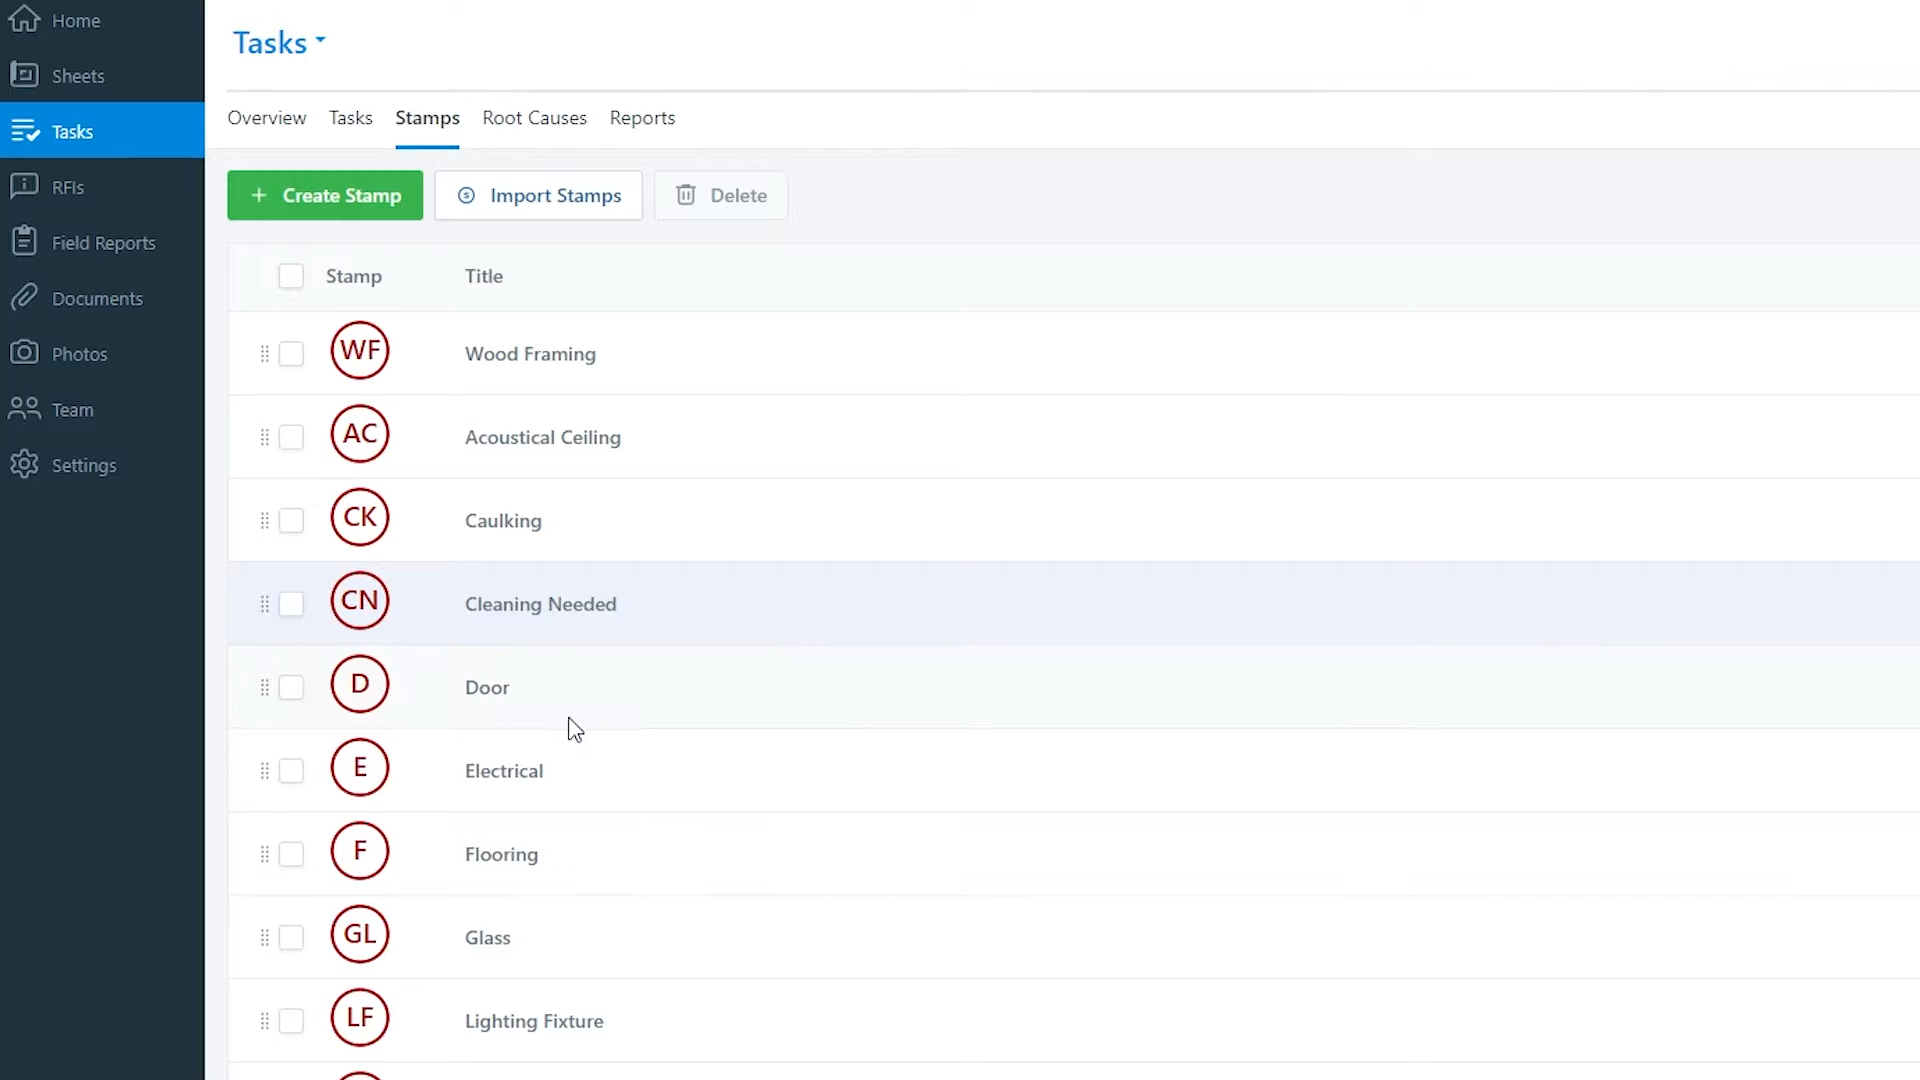 Home
Sheets
Tasks
RFIs
Field Reports
Documents
Photos
Team
Settings
Tasks
Overview Tasks Stamps Root Causes Reports
+ Create Stamp Import Stamps Delete
Stamp Title
WF Wood Framing
AC Acoustical Ceiling
CK Caulking
CN Cleaning Needed
D Door
E Electrical
F Flooring
GL Glass
LF Lighting Fixture